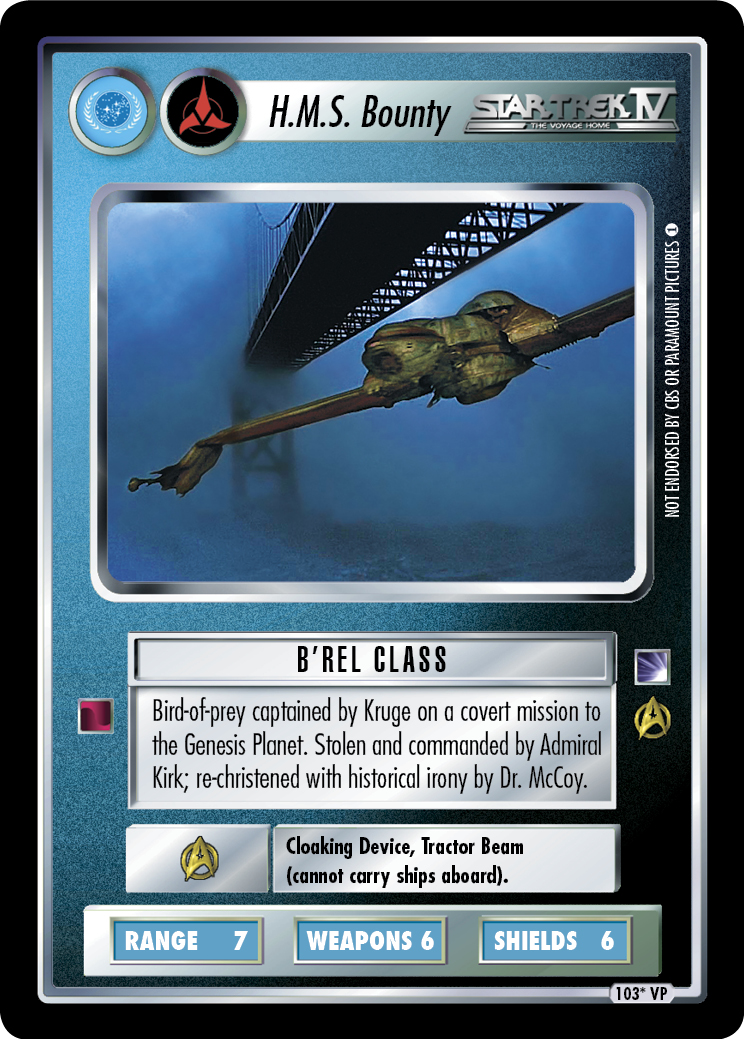 H.M.S. Bounty
STAR TREK IV
THE VOYAGE HOME
NOT ENDORSED BY CBS OR PARAMOUNT PICTURES 1
B'REL CLASS
Bird-of-prey captained by Kruge on a covert mission to
the Genesis Planet. Stolen and commanded by Admiral
Kirk; re-christened with historical irony by Dr. McCoy.
Cloaking Device, Tractor Beam
(cannot carry ships aboard).
RANGE 7 WEAPONS 6 SHIELDS 6
103* VP